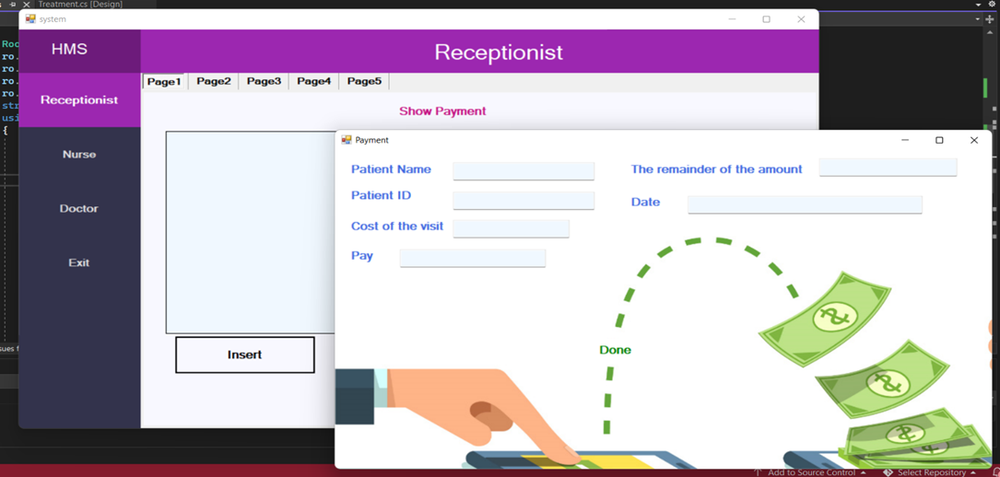 Treatment.cs [Design]
system
HMS
Receptionist
Receptionist
Page1 Page2 Page3 Page4 Page5
Show Payment
Nurse
Doctor
Exit
Insert
Payment
Patient Name
The remainder of the amount
Patient ID
Date
Cost of the visit
Pay
Done
Roo
ro.
ro.
ro.
ro.
str
usi
{
sues f
Add to Source Control
Select Repository